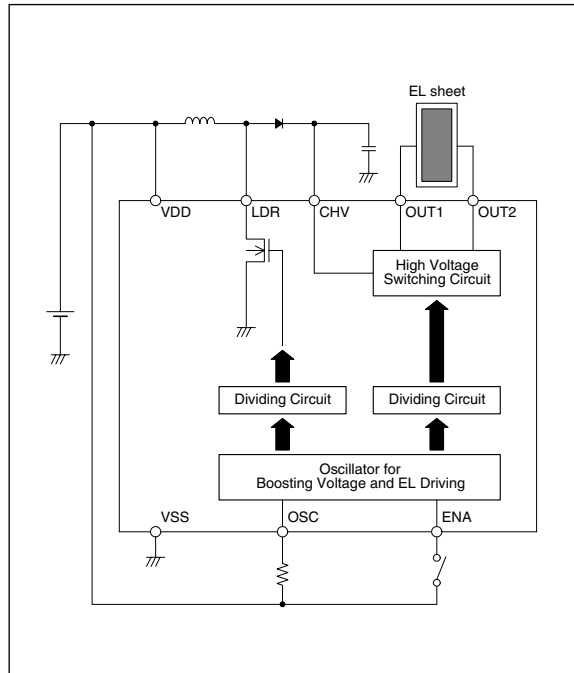 EL sheet
VDD
LDR
CHV
OUT1
OUT2
High Voltage
Switching Circuit
Dividing Circuit
Dividing Circuit
Oscillator for
Boosting Voltage and EL Driving
VSS
OSC
ENA